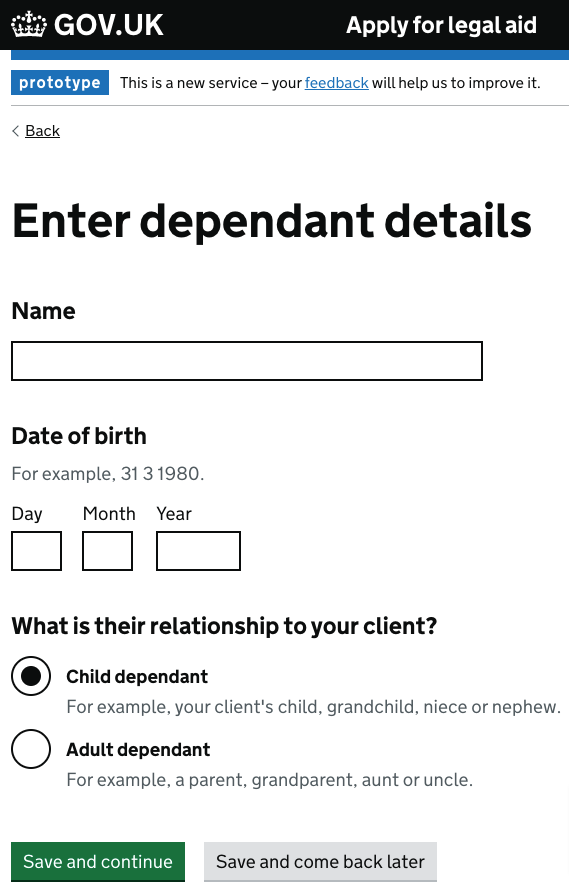 GOV.UK Apply for legal aid
prototype This is a new service – your feedback will help us to improve it.
Back
Enter dependant details
Name
Date of birth
For example, 31 3 1980.
Day Month Year
What is their relationship to your client?
Child dependant
For example, your client's child, grandchild, niece or nephew.
Adult dependant
For example, a parent, grandparent, aunt or uncle.
Save and continue Save and come back later